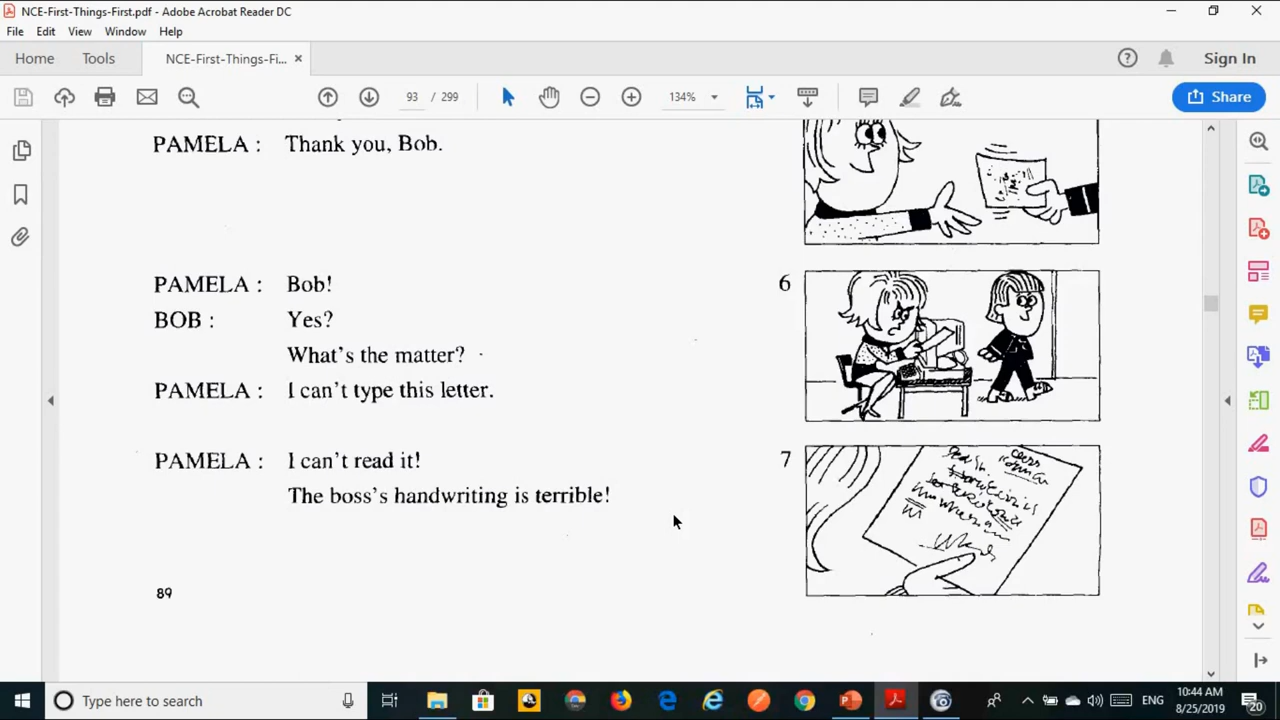 NCE-First-Things-First.pdf - Adobe Acrobat Reader DC
File Edit View Window Help
Home Tools NCE-First-Things-Fi... Sign In
93 / 299 134% Share
PAMELA : Thank you, Bob.
PAMELA : Bob! 6
BOB : Yes?
What's the matter?
PAMELA : I can't type this letter.
PAMELA : I can't read it! 7
The boss's handwriting is terrible!
89
Type here to search ENG 10:44 AM
8/25/2019 20